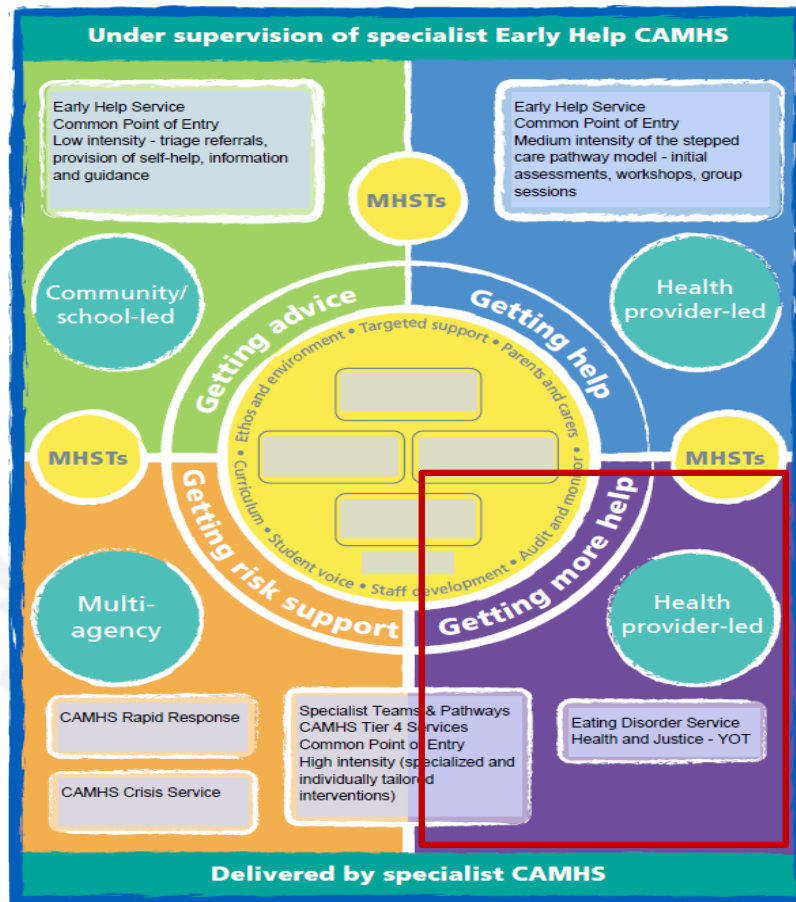 Under supervision of specialist Early Help CAMHS
Early Help Service
Common Point of Entry
Low intensity - triage referrals,
provision of self-help, information
and guidance
Early Help Service
Common Point of Entry
Medium intensity of the stepped
care pathway model - initial
assessments, workshops, group
sessions
MHSTs
Community/
school-led
Health
provider-led
Getting advice
Getting help
Ethos and environment • Targeted support • Parents and carers •
Audit and monitor • Staff development • Student voice • Curriculum •
MHSTs
MHSTs
Getting risk support
Getting more help
Multi-
agency
Health
provider-led
CAMHS Rapid Response
CAMHS Crisis Service
Specialist Teams & Pathways
CAMHS Tier 4 Services
Common Point of Entry
High intensity (specialized and
individually tailored
interventions)
Eating Disorder Service
Health and Justice - YOT
Delivered by specialist CAMHS